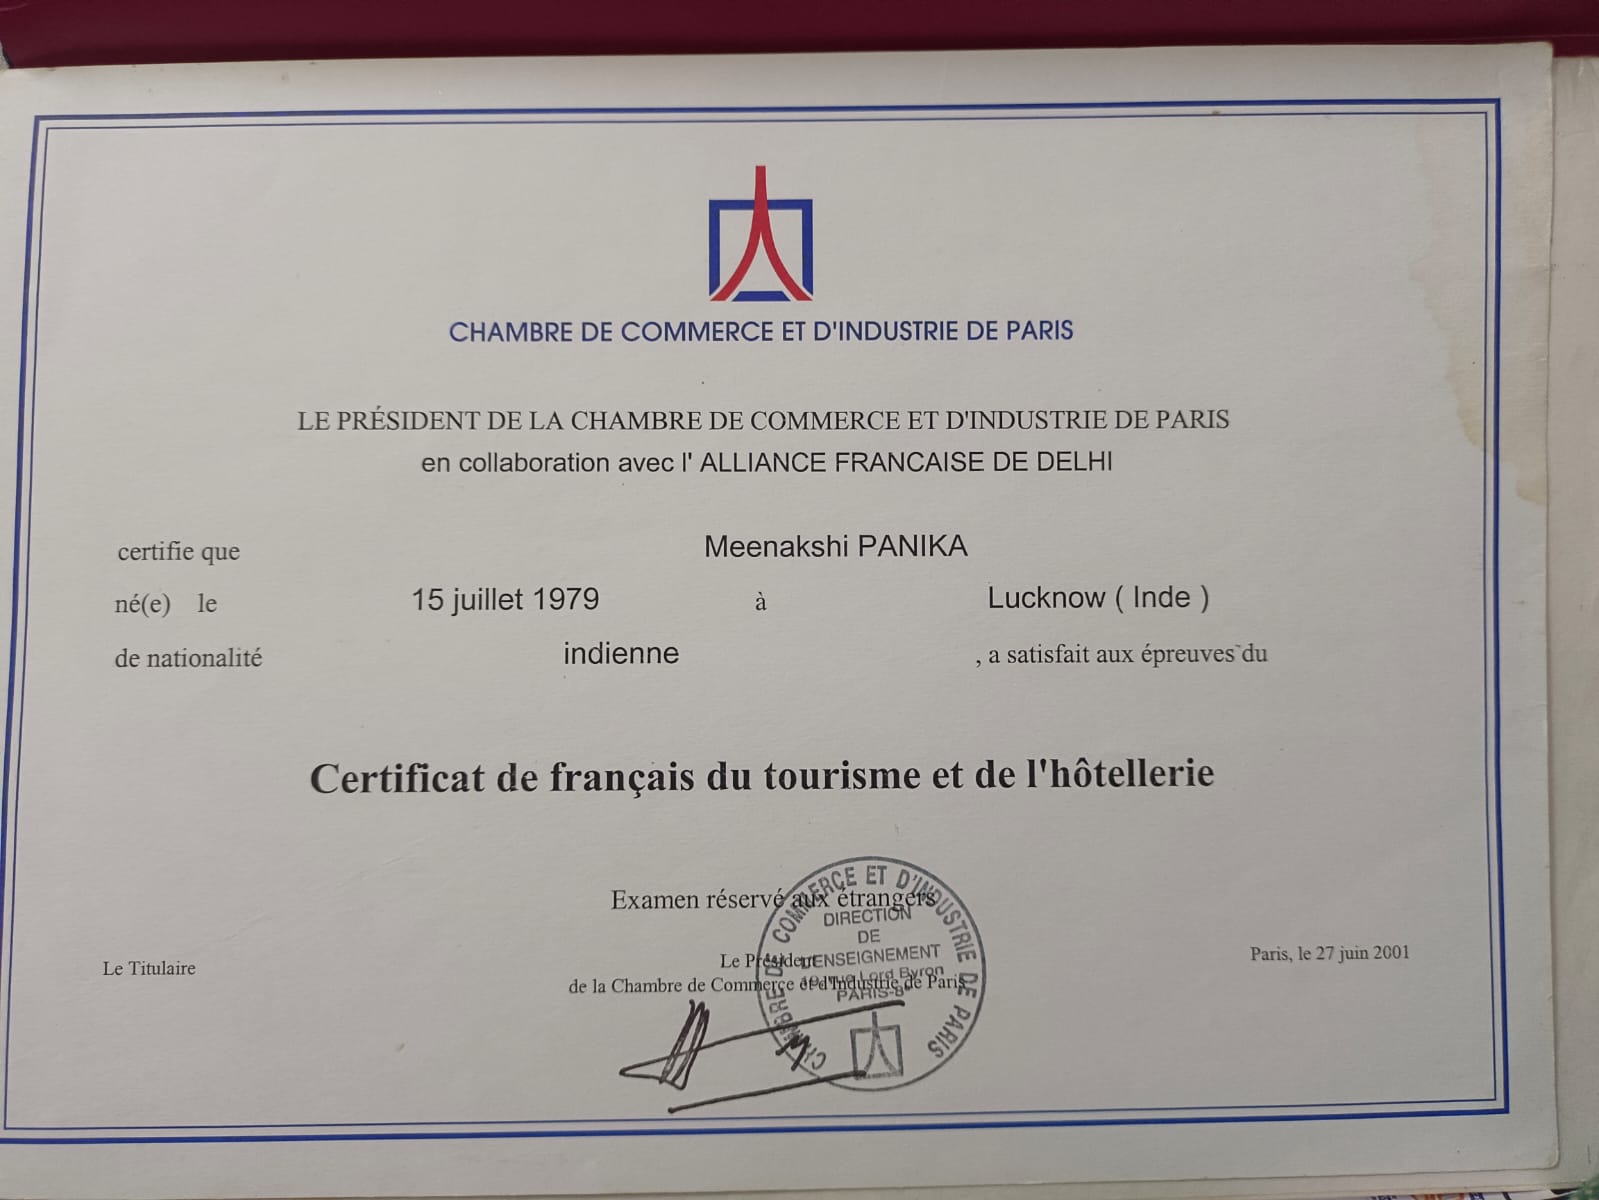 CHAMBRE DE COMMERCE ET D'INDUSTRIE DE PARIS
LE PRÉSIDENT DE LA CHAMBRE DE COMMERCE ET D'INDUSTRIE DE PARIS
en collaboration avec l' ALLIANCE FRANCAISE DE DELHI
certifie que Meenakshi PANIKA
né(e) le 15 juillet 1979 à Lucknow ( Inde )
de nationalité indienne , a satisfait aux épreuves du
Certificat de français du tourisme et de l'hôtellerie
Examen réservé aux étrangers
Le Titulaire
Le Président
de la Chambre de Commerce et d'Industrie de Paris
Paris, le 27 juin 2001
CHAMBRE DE COMMERCE ET D'INDUSTRIE DE PARIS
DIRECTION
DE
L'ENSEIGNEMENT
Lord Byron
PARIS-8